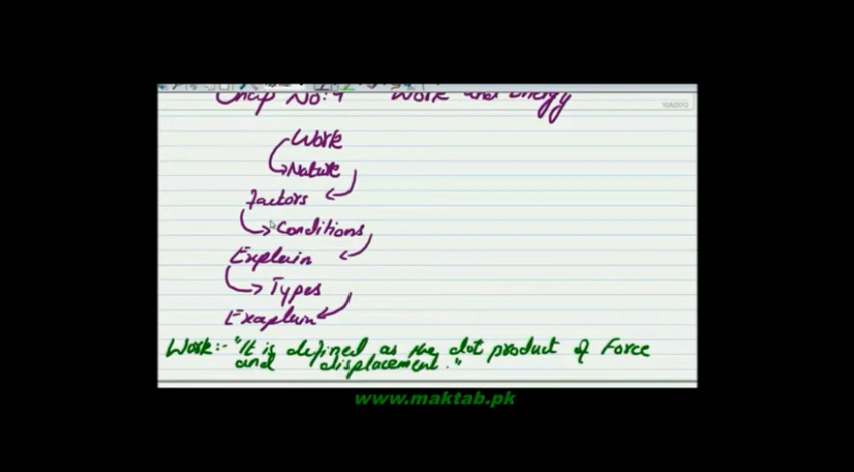 Chap No: 4 Work and Energy
Work
Nature
Factors
Conditions
Explain
Types
Exaplain
Work:- "It is defined as the dot product of Force
and displacement."
www.maktab.pk